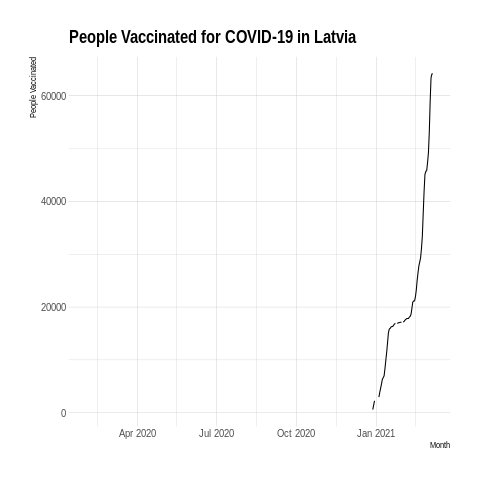 People Vaccinated for COVID-19 in Latvia
People Vaccinated
60000
40000
20000
0
Apr 2020 Jul 2020 Oct 2020 Jan 2021
Month